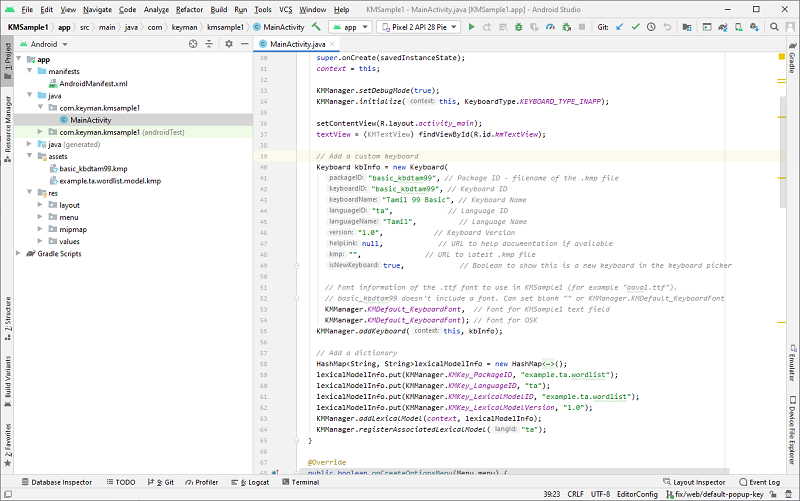 File Edit View Navigate Code Analyze Refactor Build Run Tools VCS Window Help KMSample1 - MainActivity.java [KMSample1.app] - Android Studio
KMSample1 app src main java com keyman kmsample1 MainActivity app Pixel 2 API 28 Pie Git:
Android
MainActivity.java
1: Project
Resource Manager
7: Structure
Build Variants
2: Favorites
app
manifests
AndroidManifest.xml
java
com.keyman.kmsample1
MainActivity
com.keyman.kmsample1 (androidTest)
java (generated)
assets
basic_kbdtam99.kmp
example.ta.wordlist.model.kmp
res
layout
menu
mipmap
values
Gradle Scripts
30 super.onCreate(savedInstanceState);
31 context = this;
32
33 KMManager.setDebugMode(true);
34 KMManager.initialize( context: this, KeyboardType.KEYBOARD_TYPE_INAPP);
35
36 setContentView(R.layout.activity_main);
37 textView = (KMTextView) findViewById(R.id.kmTextView);
38
39 // Add a custom keyboard
40 Keyboard kbInfo = new Keyboard(
41 packageID: "basic_kbdtam99", // Package ID - filename of the .kmp file
42 keyboardID: "basic_kbdtam99", // Keyboard ID
43 keyboardName: "Tamil 99 Basic", // Keyboard Name
44 languageID: "ta", // Language ID
45 languageName: "Tamil", // Language Name
46 version: "1.0", // Keyboard Version
47 helpLink: null, // URL to help documentation if available
48 kmp: "", // URL to latest .kmp file
49 isNewKeyboard: true, // Boolean to show this is a new keyboard in the keyboard picker
50
51 // Font information of the .ttf font to use in KMSample1 (for example "aava1.ttf").
52 // basic_kbdtam99 doesn't include a font. Can set blank "" or KMManager.KMDefault_KeyboardFont
53 KMManager.KMDefault_KeyboardFont, // Font for KMSample1 text field
54 KMManager.KMDefault_KeyboardFont); // Font for OSK
55 KMManager.addKeyboard( context: this, kbInfo);
56
57 // Add a dictionary
58 HashMap<String, String>lexicalModelInfo = new HashMap<~>();
59 lexicalModelInfo.put(KMManager.KMKey_PackageID, "example.ta.wordlist");
60 lexicalModelInfo.put(KMManager.KMKey_LanguageID, "ta");
61 lexicalModelInfo.put(KMManager.KMKey_LexicalModelID, "example.ta.wordlist");
62 lexicalModelInfo.put(KMManager.KMKey_LexicalModelVersion, "1.0");
63 KMManager.addLexicalModel(context, lexicalModelInfo);
64 KMManager.registerAssociatedLexicalModel( langId: "ta");
65 }
66
67 @Override
68 public boolean onCreateOptionsMenu(Menu menu) {
Gradle
Emulator
Device File Explorer
Database Inspector TODO 9: Git Profiler 6: Logcat Terminal Layout Inspector Event Log
39:23 CRLF UTF-8 EditorConfig fix/web/default-popup-key